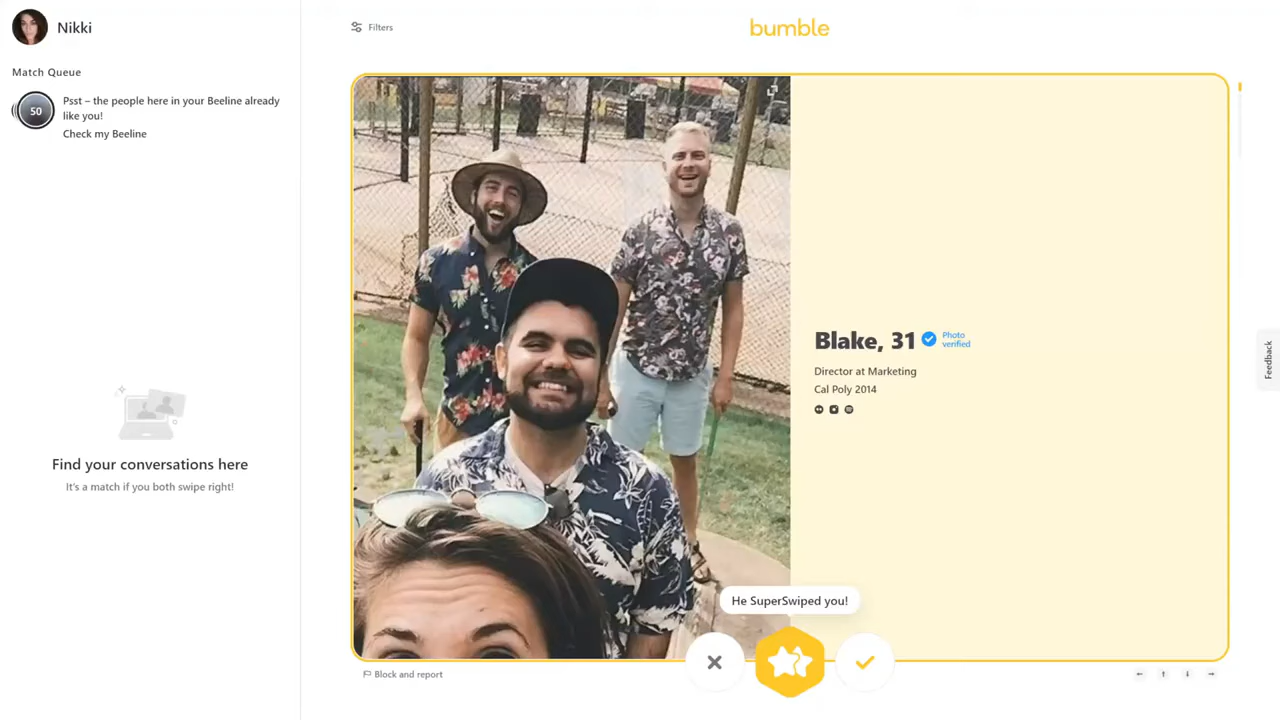 Nikki
Match Queue
50
Psst – the people here in your Beeline already
like you!
Check my Beeline
Find your conversations here
It's a match if you both swipe right!
Filters
bumble
Blake, 31
Photo
verified
Director at Marketing
Cal Poly 2014
He SuperSwiped you!
Block and report
Feedback